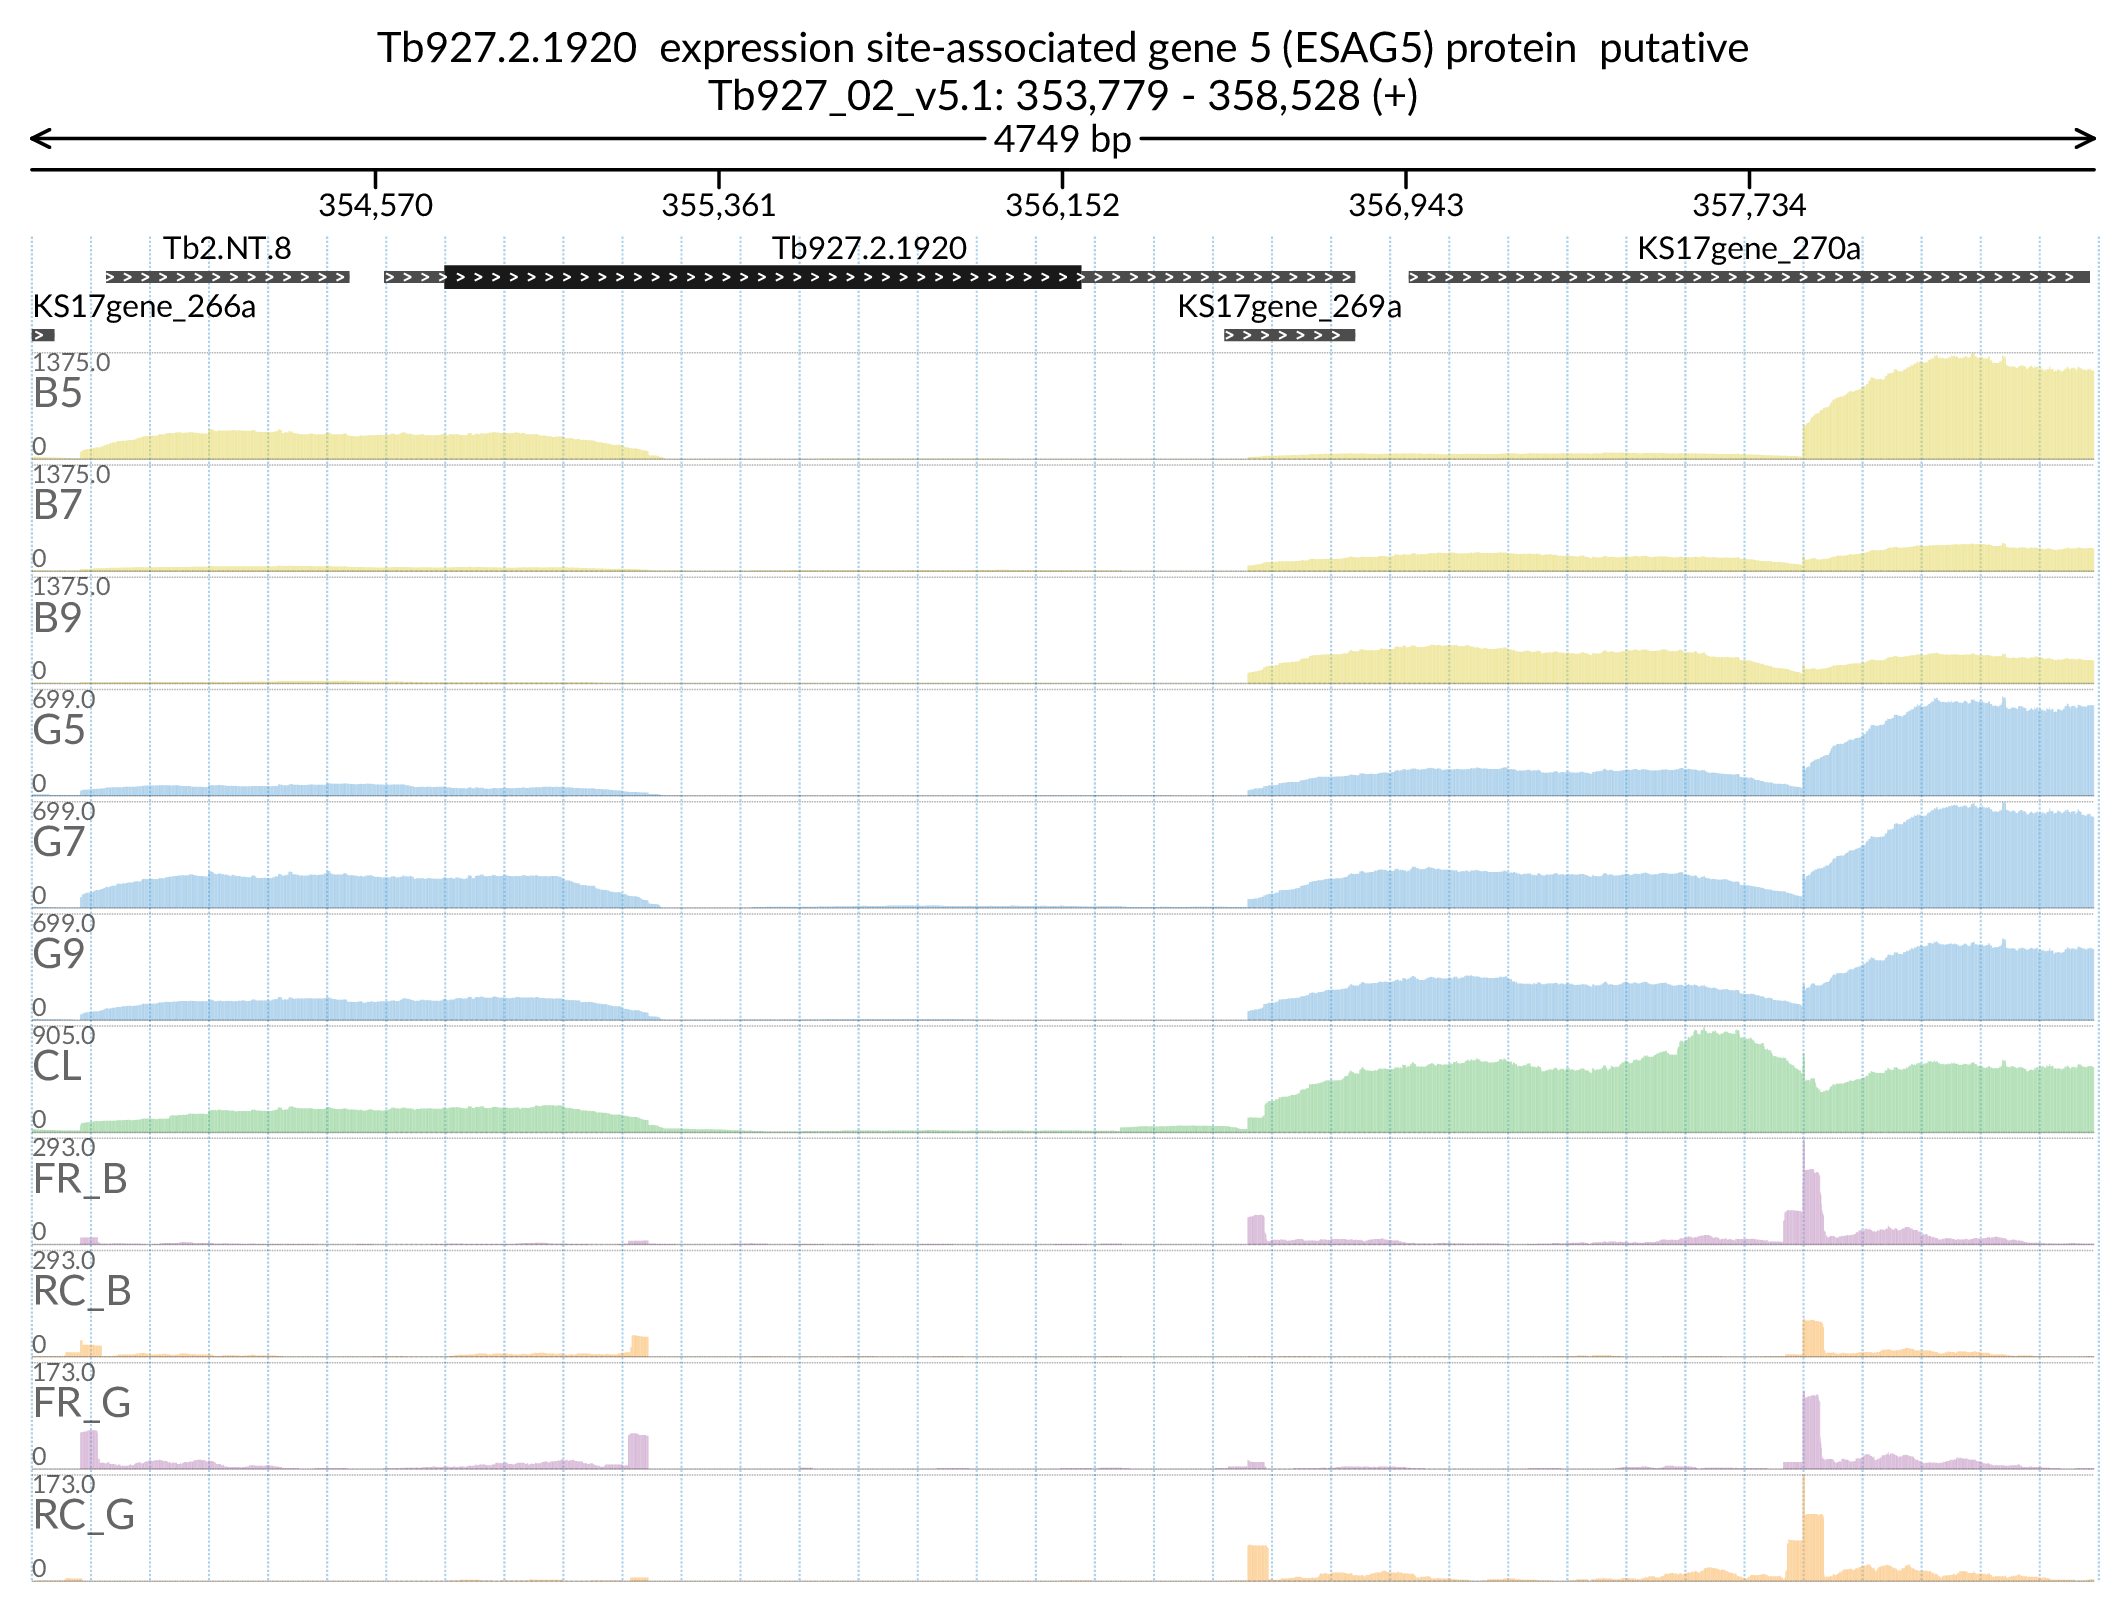 Tb927.2.1920  expression site-associated gene 5 (ESAG5) protein  putative
Tb927_02_v5.1: 353,779 - 358,528 (+)
4749 bp
354,570 355,361 356,152 356,943 357,734
Tb2.NT.8 Tb927.2.1920 KS17gene_270a
KS17gene_266a KS17gene_269a
1375.0
B5
0
1375.0
B7
0
1375.0
B9
0
699.0
G5
0
699.0
G7
0
699.0
G9
0
905.0
CL
0
293.0
FR_B
0
293.0
RC_B
0
173.0
FR_G
0
173.0
RC_G
0